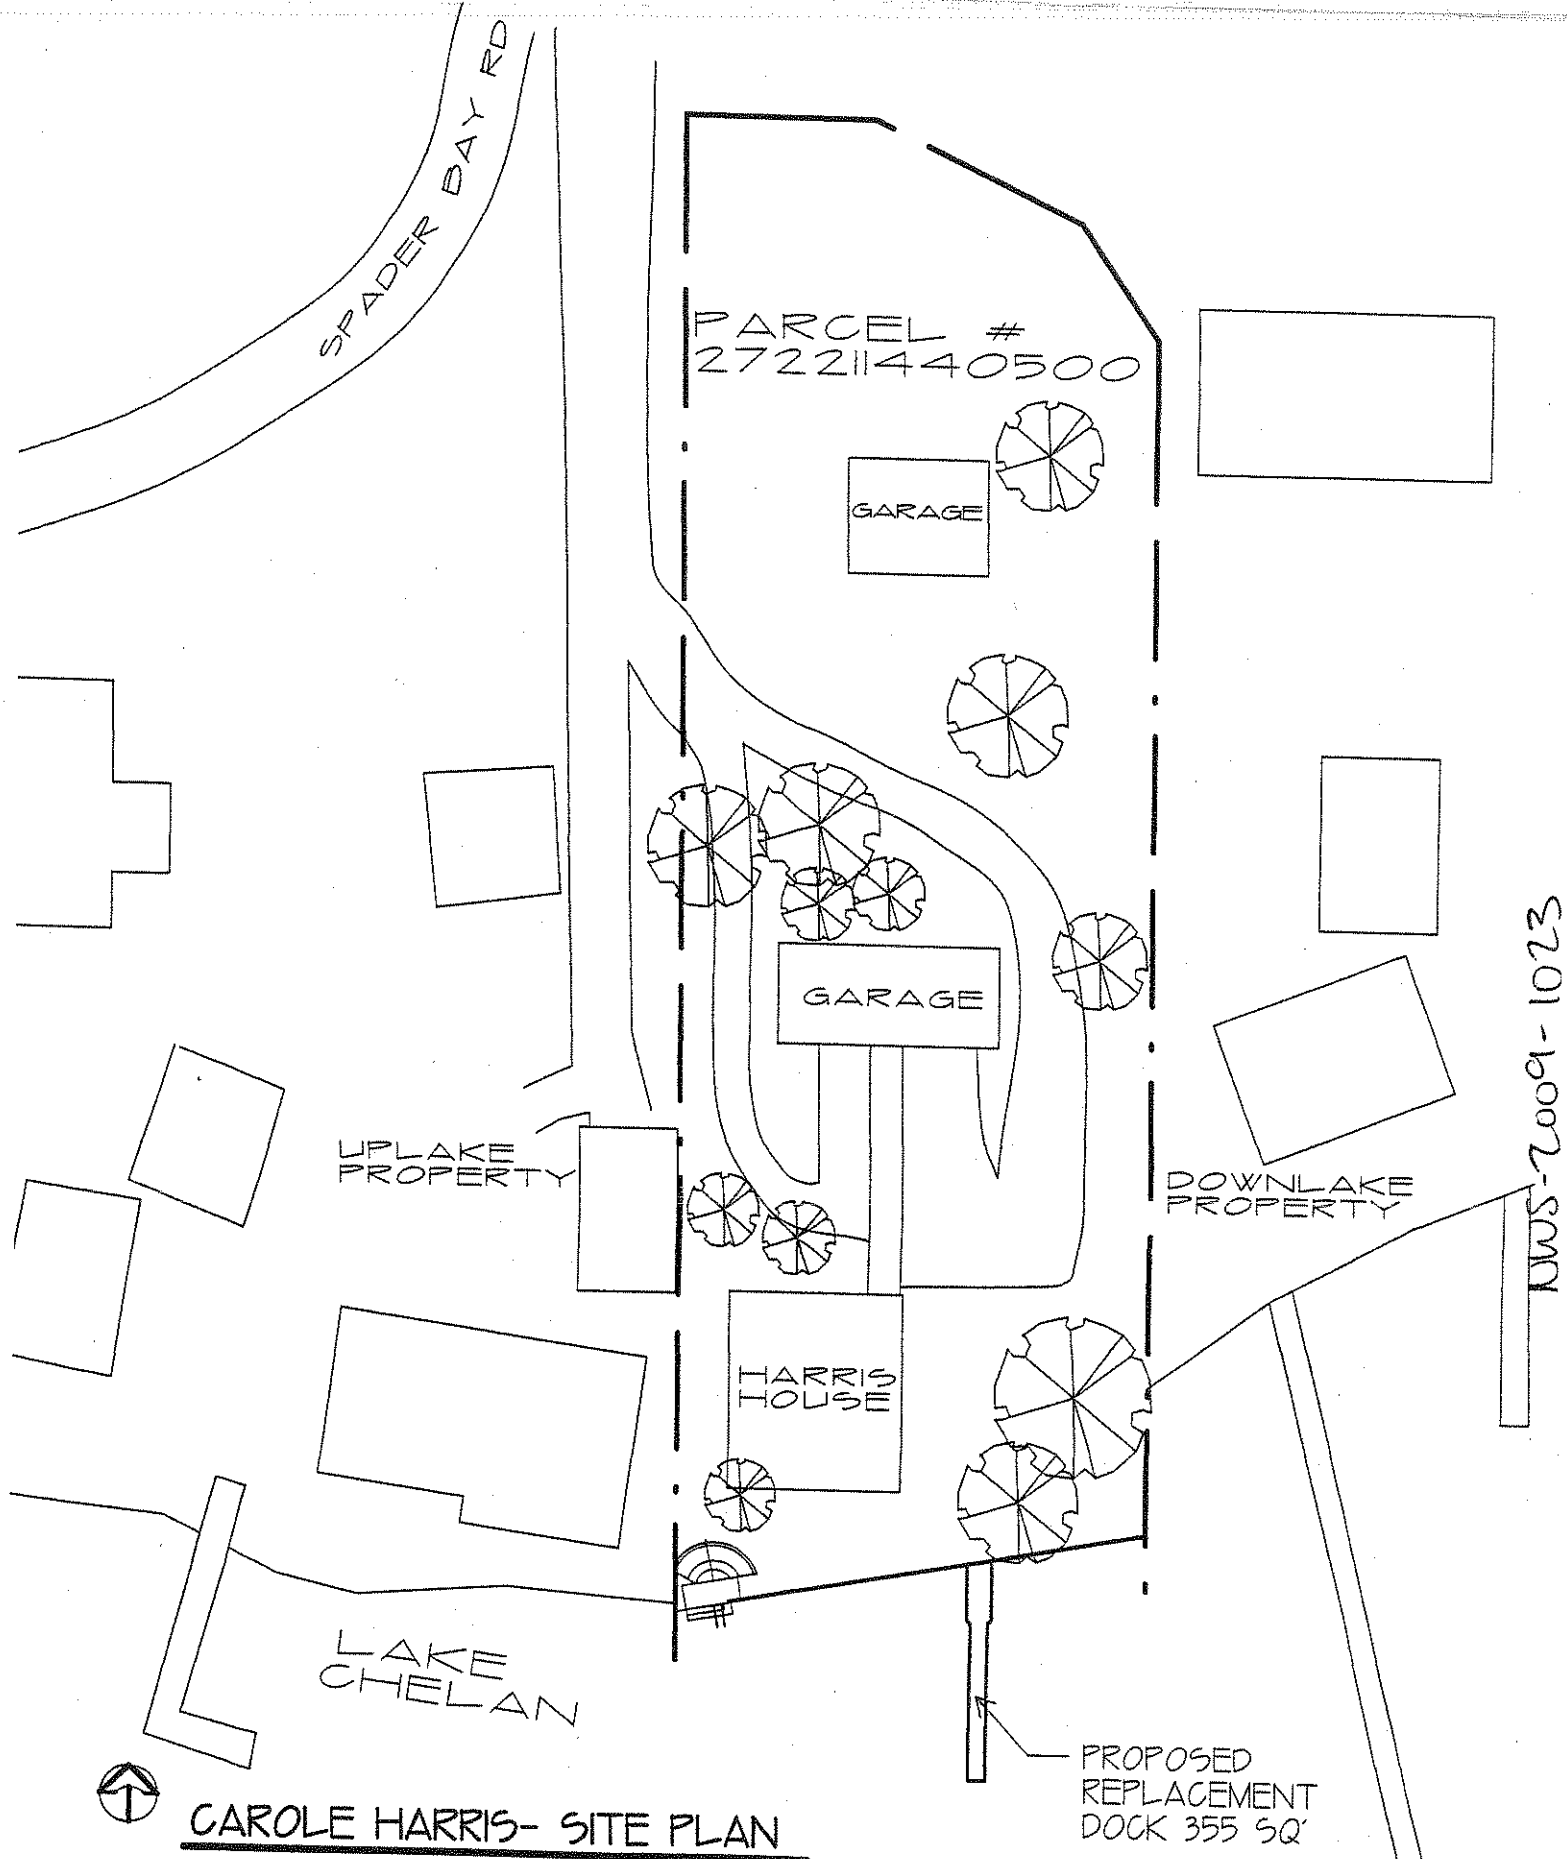 SPADER BAY RD
PARCEL #
272211440500
GARAGE
GARAGE
UPLAKE
PROPERTY
DOWNLAKE
PROPERTY
NWS-2009-1023
HARRIS
HOUSE
LAKE
CHELAN
PROPOSED
REPLACEMENT
DOCK 355 SQ'
CAROLE HARRIS- SITE PLAN